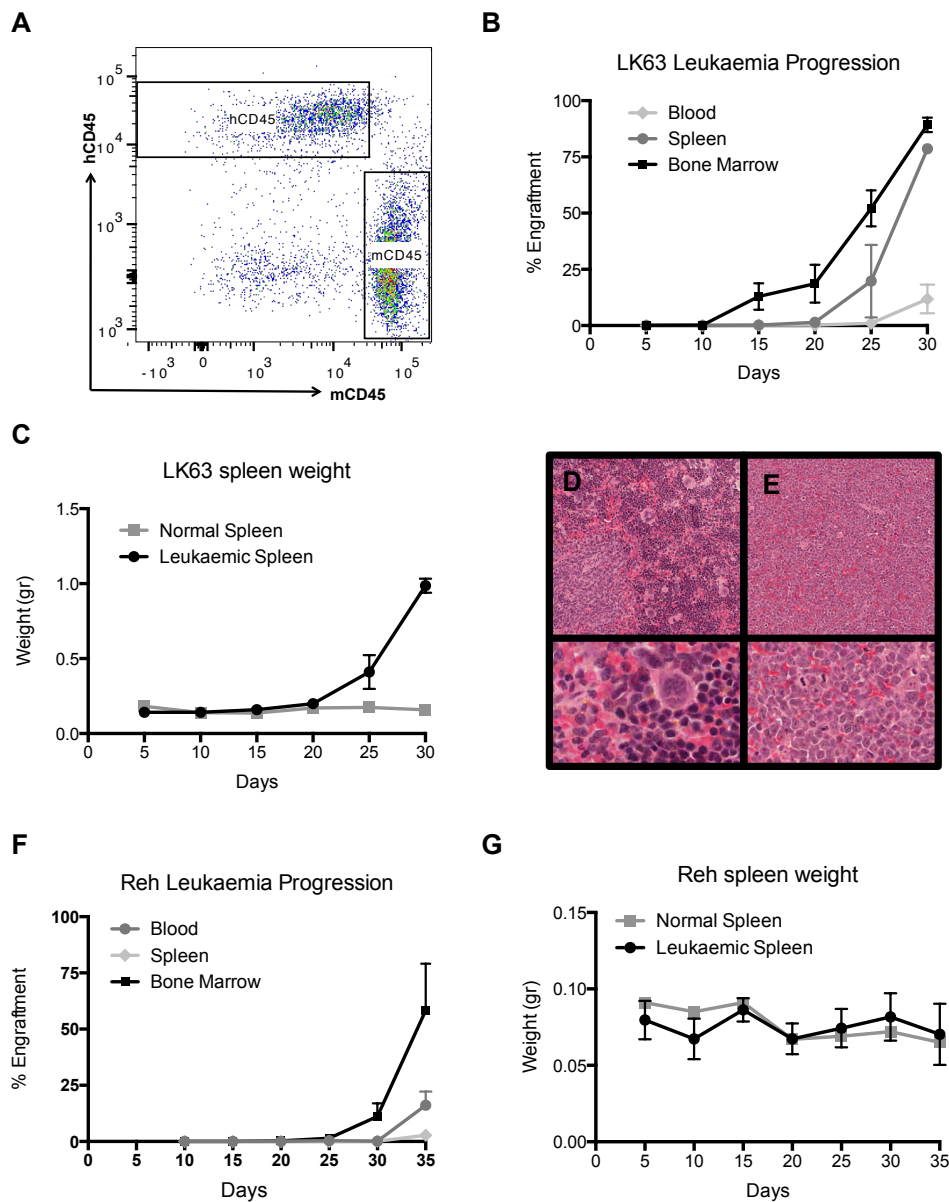 A
hCD45
mCD45
10⁵
10⁴
10³
10³
-10³
0
10³
10⁴
10⁵
hCD45
mCD45
B
LK63 Leukaemia Progression
Blood
Spleen
Bone Marrow
% Engraftment
100
75
50
25
0
0
5
10
15
20
25
30
Days
C
LK63 spleen weight
Normal Spleen
Leukaemic Spleen
Weight (gr)
1.5
1.0
0.5
0.0
0
5
10
15
20
25
30
Days
D
E
F
Reh Leukaemia Progression
Blood
Spleen
Bone Marrow
% Engraftment
100
75
50
25
0
0
5
10
15
20
25
30
35
Days
G
Reh spleen weight
Normal Spleen
Leukaemic Spleen
Weight (gr)
0.15
0.10
0.05
0.00
0
5
10
15
20
25
30
35
Days